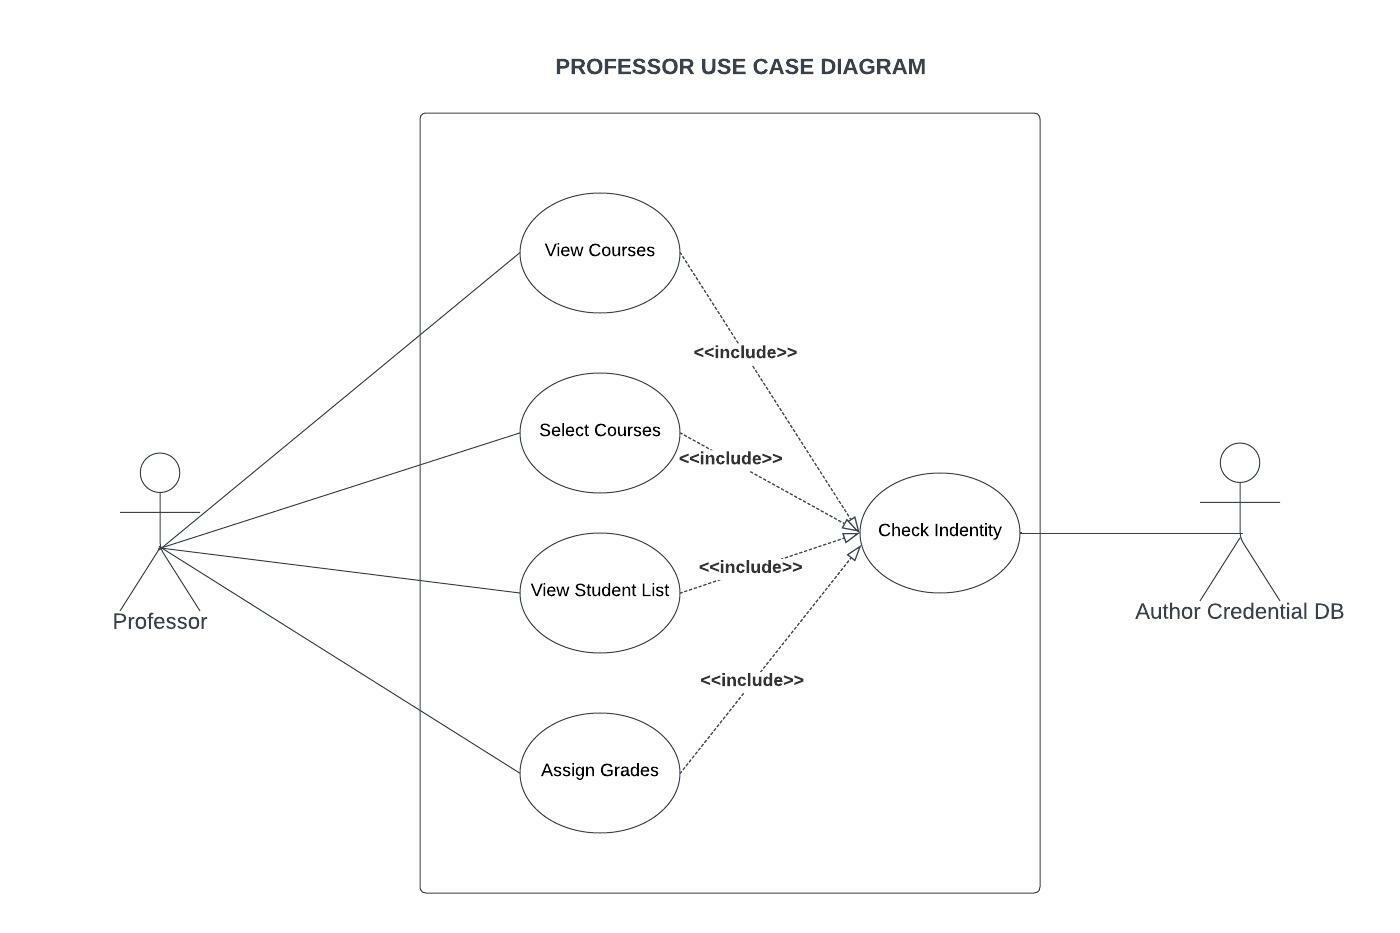 PROFESSOR USE CASE DIAGRAM
View Courses
<<include>>
Select Courses
<<include>>
Check Indentity
<<include>>
View Student List
Professor
Author Credential DB
<<include>>
Assign Grades